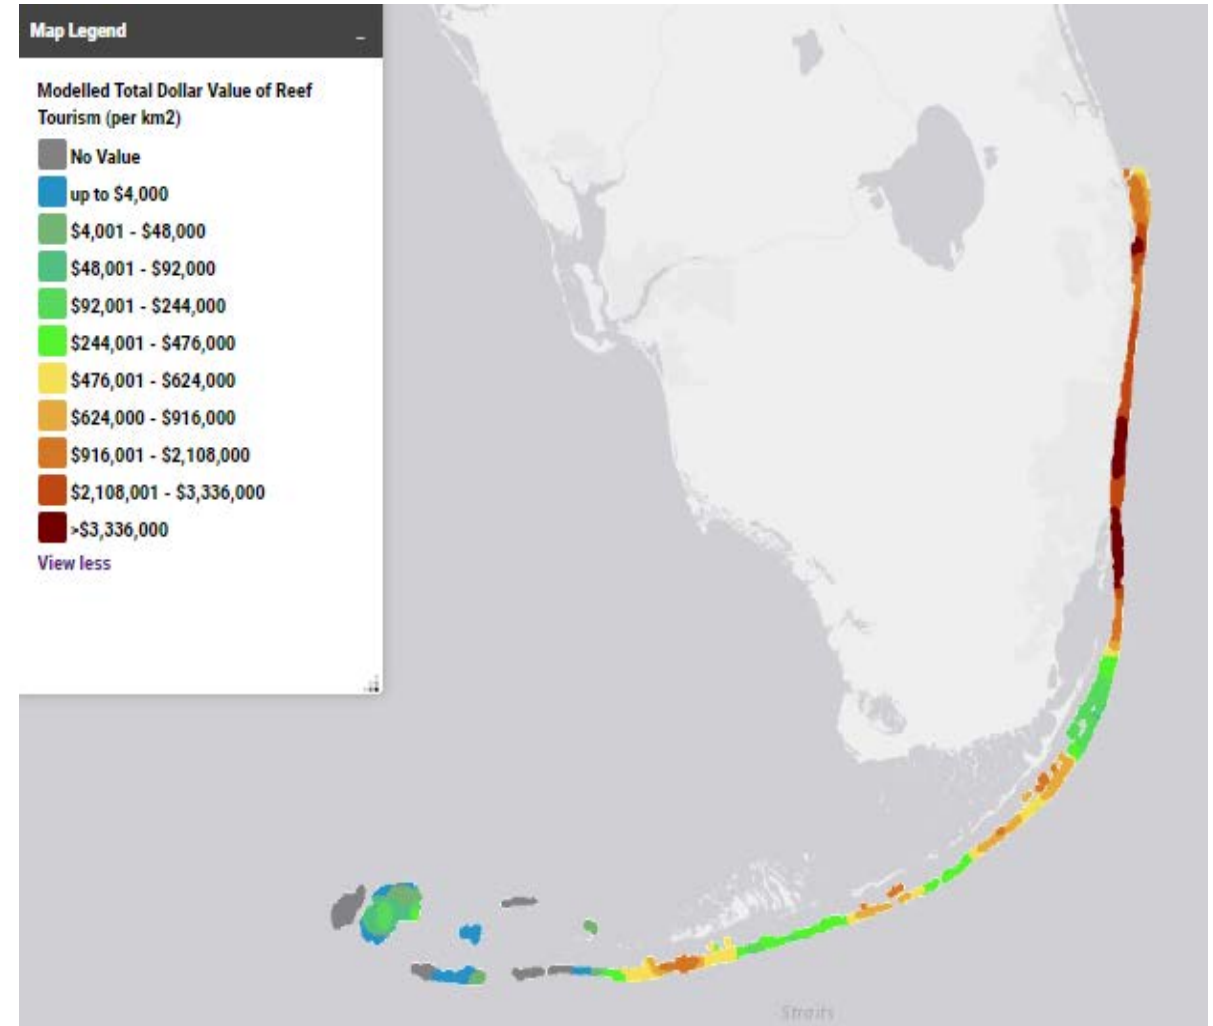 Map Legend
Modelled Total Dollar Value of Reef
Tourism (per km2)
No Value
up to $4,000
$4,001 - $48,000
$48,001 - $92,000
$92,001 - $244,000
$244,001 - $476,000
$476,001 - $624,000
$624,000 - $916,000
$916,001 - $2,108,000
$2,108,001 - $3,336,000
>$3,336,000
View less
Straits